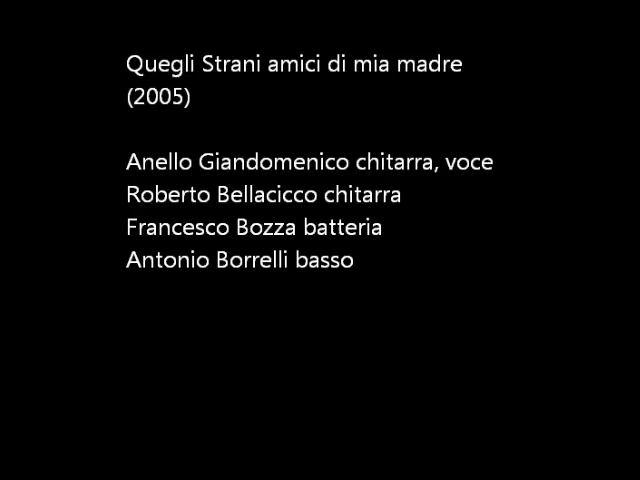 Quegli Strani amici di mia madre
(2005)
Anello Giandomenico chitarra, voce
Roberto Bellacicco chitarra
Francesco Bozza batteria
Antonio Borrelli basso